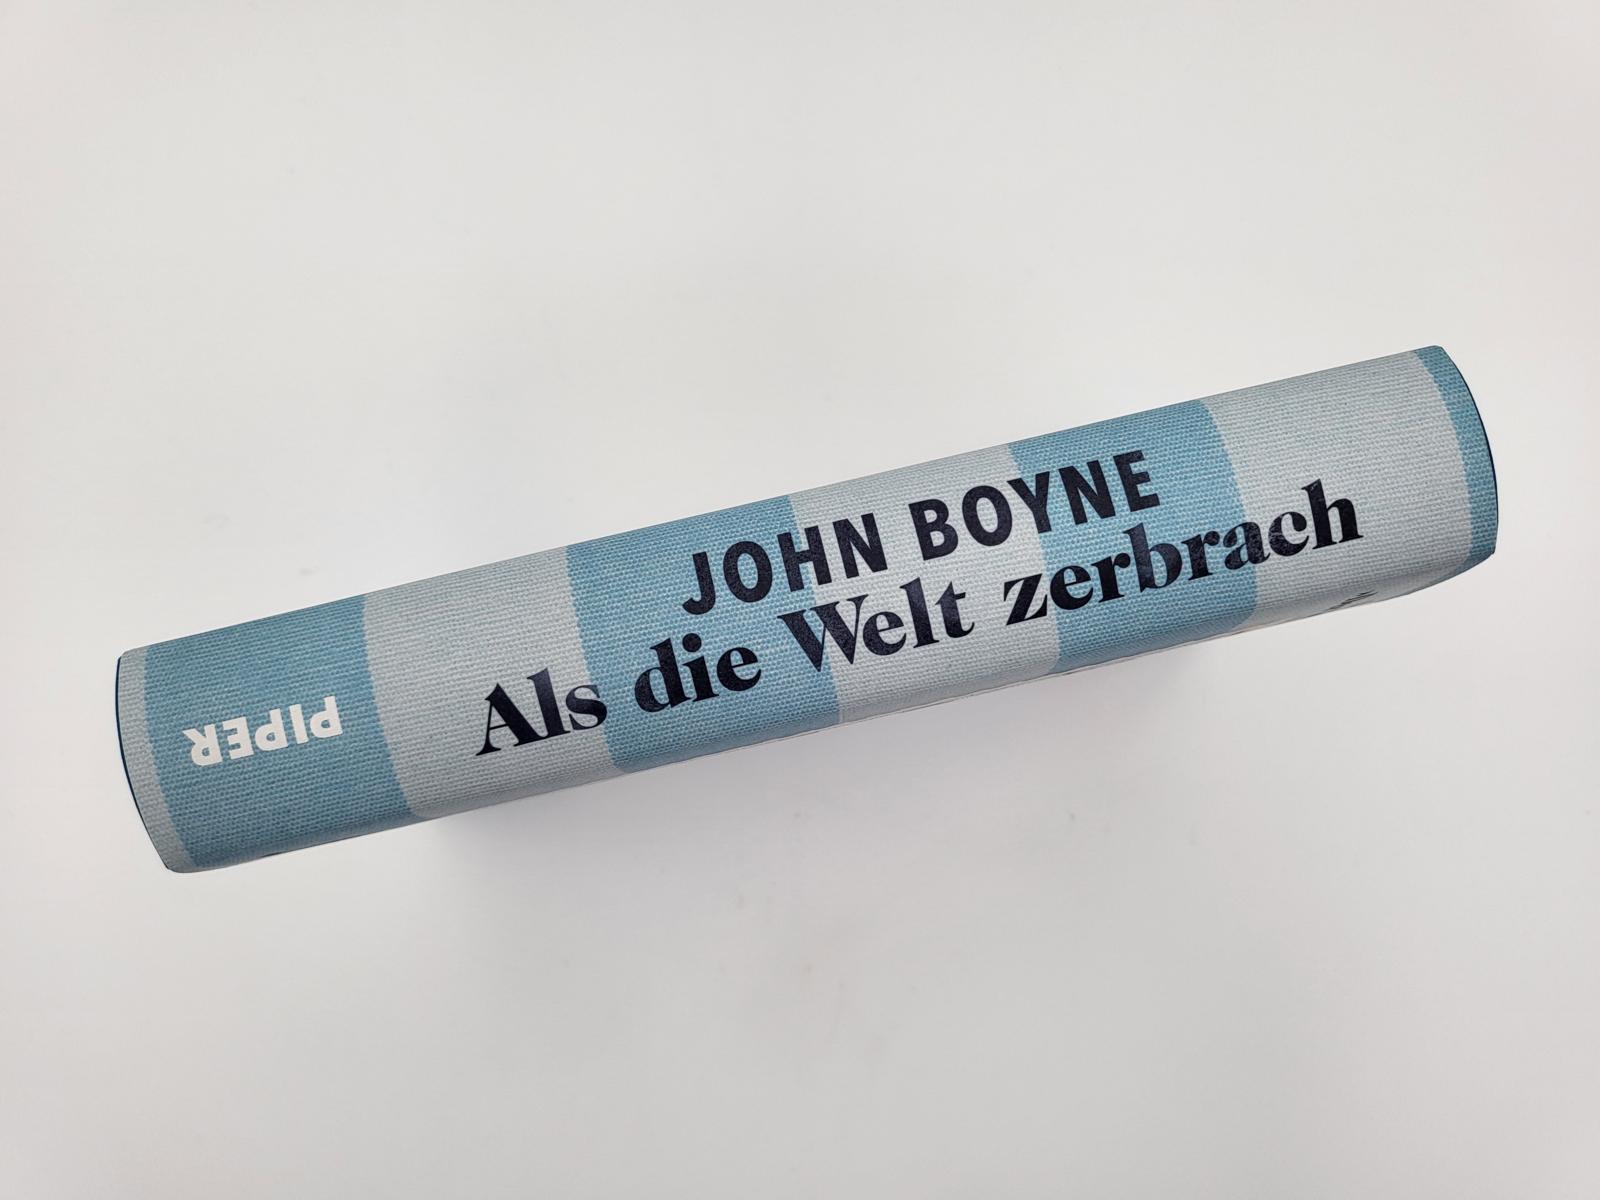 JOHN BOYNE
Als die Welt zerbrach
PIPER